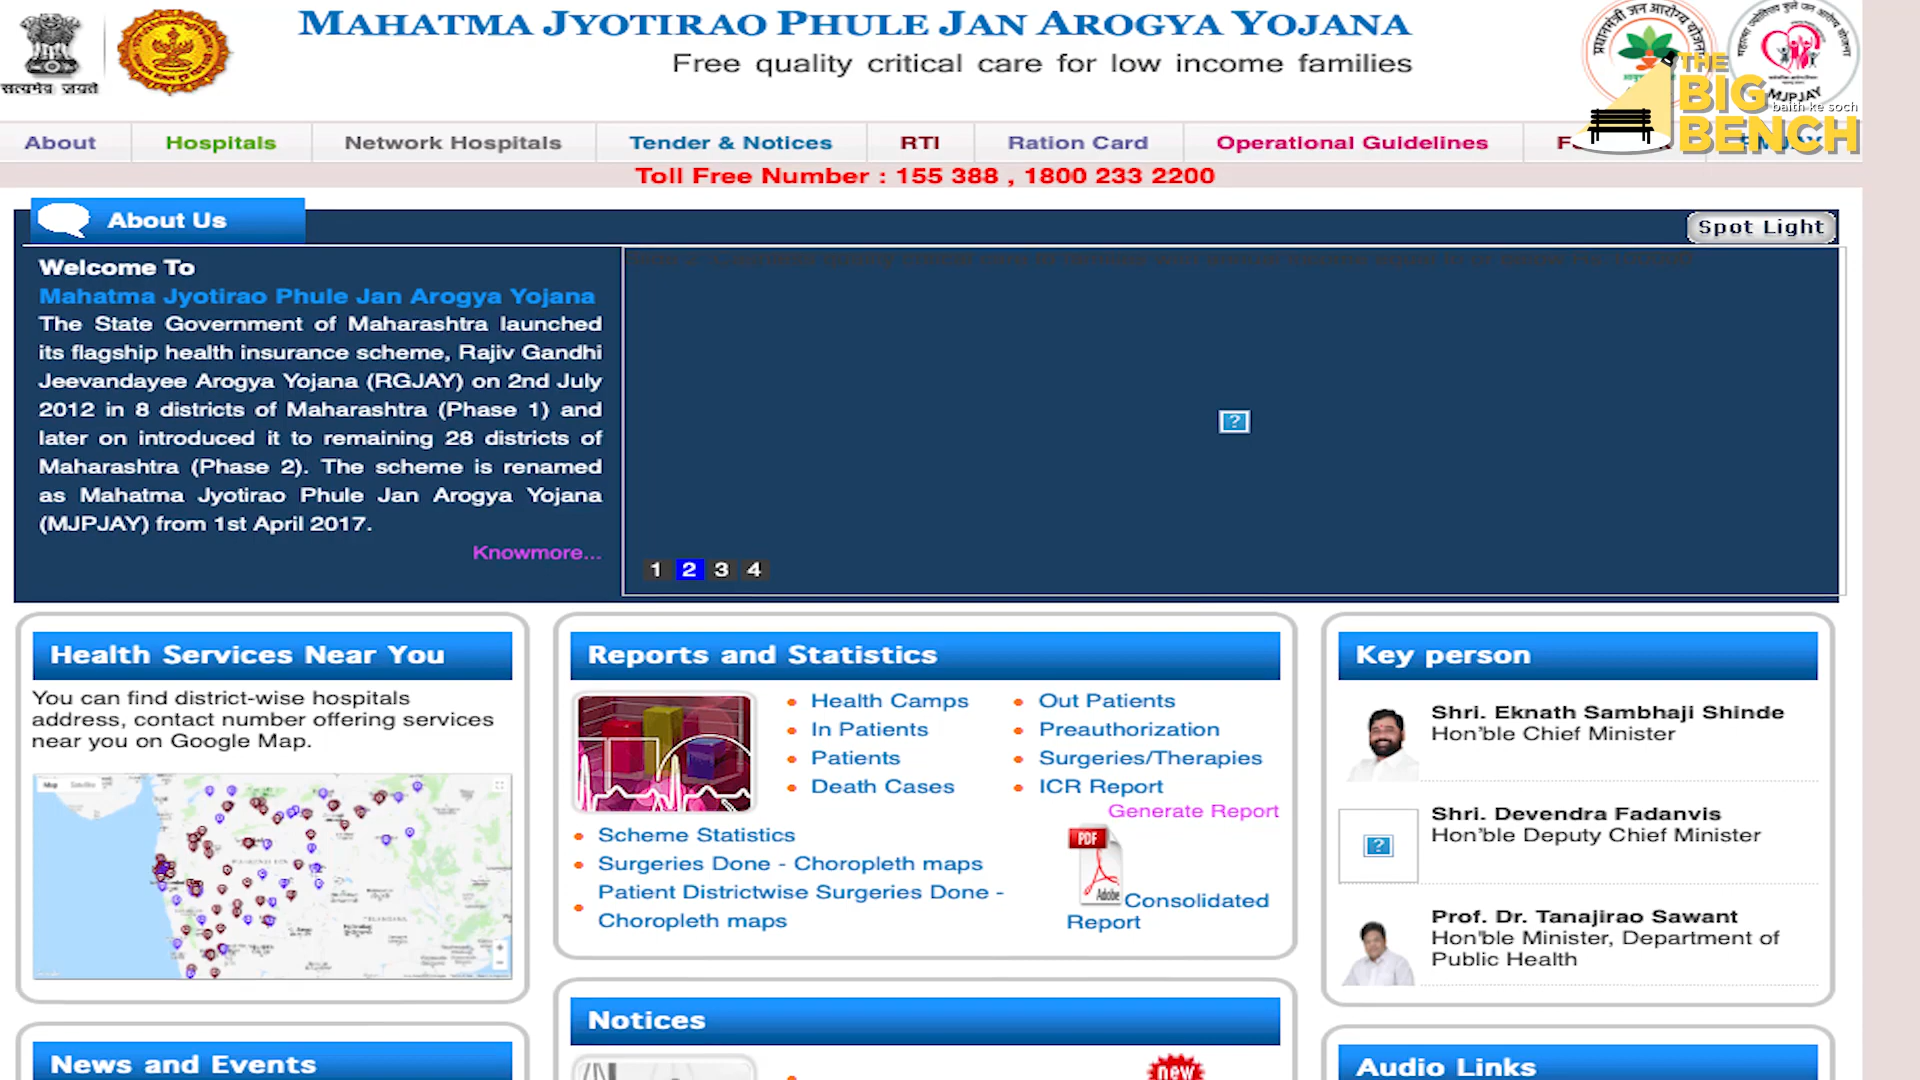 MAHATMA JYOTIRAO PHULE JAN AROGYA YOJANA
Free quality critical care for low income families
सत्यमेव जयते
प्रधानमंत्री जन आरोग्य योजना
MJPJAY
THE
BIG
baith ke soch
BENCH
About
Hospitals
Network Hospitals
Tender & Notices
RTI
Ration Card
Operational Guidelines
Toll Free Number : 155 388 , 1800 233 2200
About Us
Spot Light
Welcome To
Mahatma Jyotirao Phule Jan Arogya Yojana
The State Government of Maharashtra launched
its flagship health insurance scheme, Rajiv Gandhi
Jeevandayee Arogya Yojana (RGJAY) on 2nd July
2012 in 8 districts of Maharashtra (Phase 1) and
later on introduced it to remaining 28 districts of
Maharashtra (Phase 2). The scheme is renamed
as Mahatma Jyotirao Phule Jan Arogya Yojana
(MJPJAY) from 1st April 2017.
Knowmore...
1 2 3 4
Health Services Near You
You can find district-wise hospitals
address, contact number offering services
near you on Google Map.
Map
Reports and Statistics
Health Camps
In Patients
Patients
Death Cases
Out Patients
Preauthorization
Surgeries/Therapies
ICR Report
Generate Report
Scheme Statistics
Surgeries Done - Choropleth maps
Patient Districtwise Surgeries Done -
Choropleth maps
PDF
Adobe
Consolidated
Report
Key person
Shri. Eknath Sambhaji Shinde
Hon'ble Chief Minister
Shri. Devendra Fadanvis
Hon'ble Deputy Chief Minister
Prof. Dr. Tanajirao Sawant
Hon'ble Minister, Department of
Public Health
Notices
new
News and Events
Audio Links